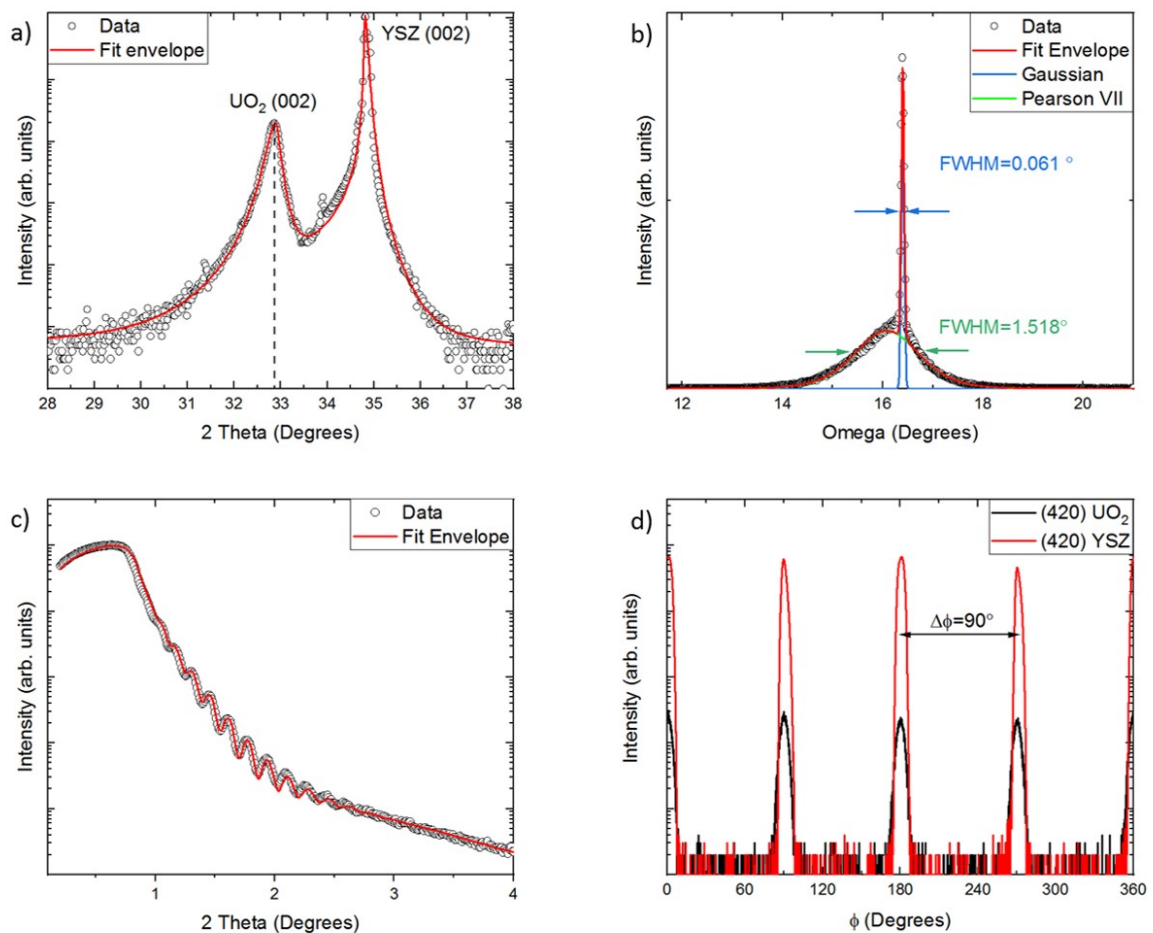 a)
Data
Fit envelope
YSZ (002)
UO₂ (002)
Intensity (arb. units)
28 29 30 31 32 33 34 35 36 37 38
2 Theta (Degrees)
b)
Data
Fit Envelope
Gaussian
Pearson VII
FWHM=0.061 °
FWHM=1.518°
Intensity (arb. units)
12 14 16 18 20
Omega (Degrees)
c)
Data
Fit Envelope
Intensity (arb. units)
1 2 3 4
2 Theta (Degrees)
d)
(420) UO₂
(420) YSZ
Δϕ=90°
Intensity (arb. units)
0 60 120 180 240 300 360
ϕ (Degrees)